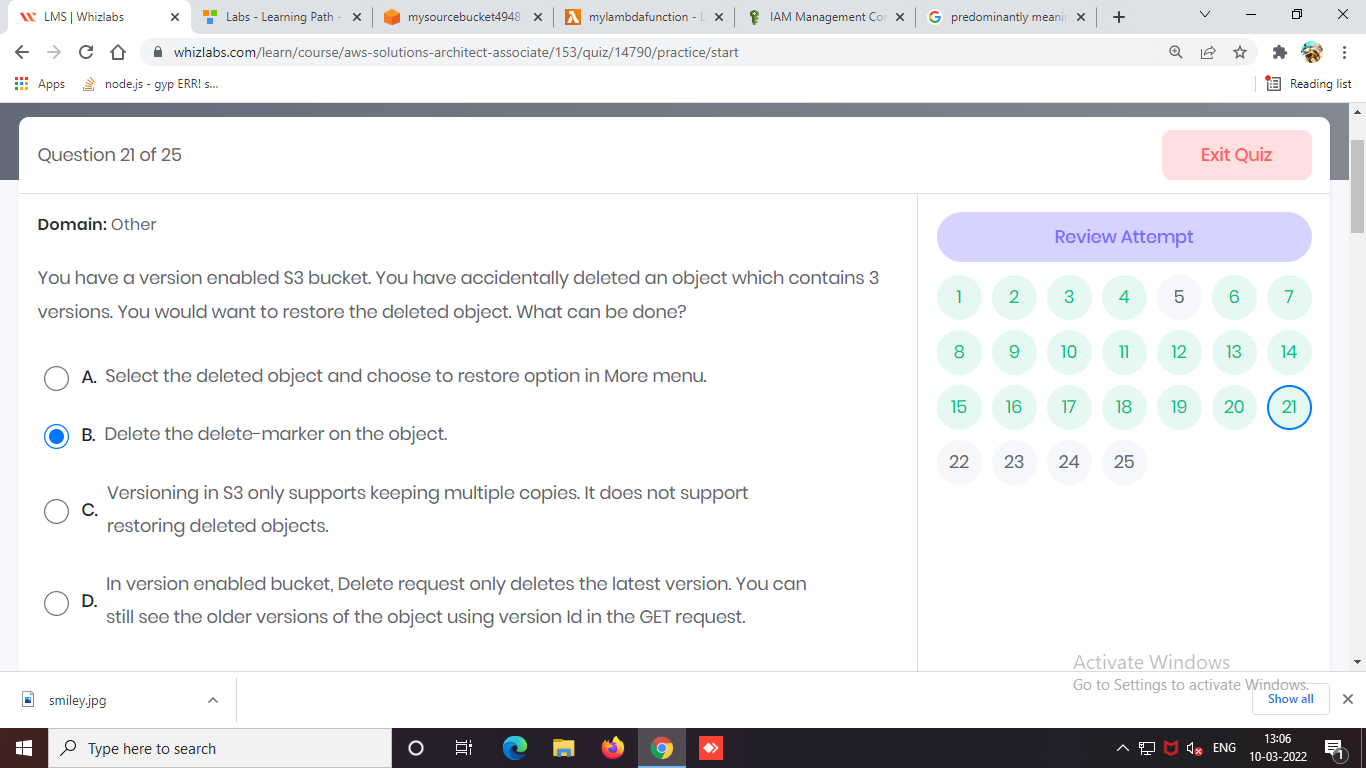 LMS | Whizlabs
Labs - Learning Path -
mysourcebucket4948
mylambdafunction - L
IAM Management Co
predominantly meani
whizlabs.com/learn/course/aws-solutions-architect-associate/153/quiz/14790/practice/start
Apps
node.js - gyp ERR! s...
Reading list
Question 21 of 25
Exit Quiz
Domain: Other
You have a version enabled S3 bucket. You have accidentally deleted an object which contains 3
versions. You would want to restore the deleted object. What can be done?
A. Select the deleted object and choose to restore option in More menu.
B. Delete the delete-marker on the object.
C. Versioning in S3 only supports keeping multiple copies. It does not support
restoring deleted objects.
D. In version enabled bucket, Delete request only deletes the latest version. You can
still see the older versions of the object using version Id in the GET request.
Review Attempt
1 2 3 4 5 6 7
8 9 10 11 12 13 14
15 16 17 18 19 20 21
22 23 24 25
Activate Windows
Go to Settings to activate Windows.
smiley.jpg
Show all
Type here to search
ENG
13:06
10-03-2022
1